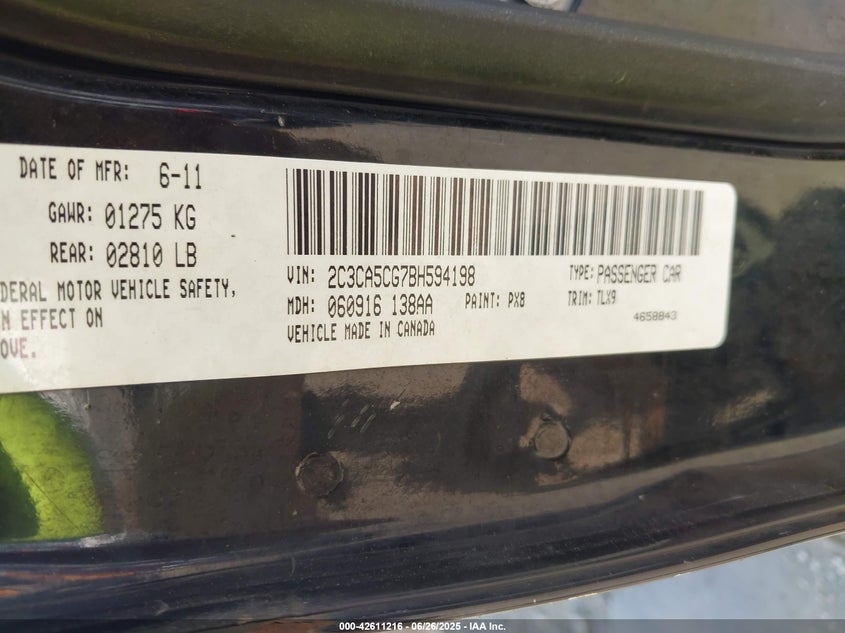 DATE OF MFR: 6-11
GAWR: 01275 KG
REAR: 02810 LB
DERAL MOTOR VEHICLE SAFETY,
N EFFECT ON
OVE.
VIN: 2C3CA5CG7BH594198 TYPE: PASSENGER CAR
MDH: 060916 138AA PAINT: PX8 TRIM: TLX9
VEHICLE MADE IN CANADA 4658843
000-42611216 - 06/26/2025 - IAA Inc.